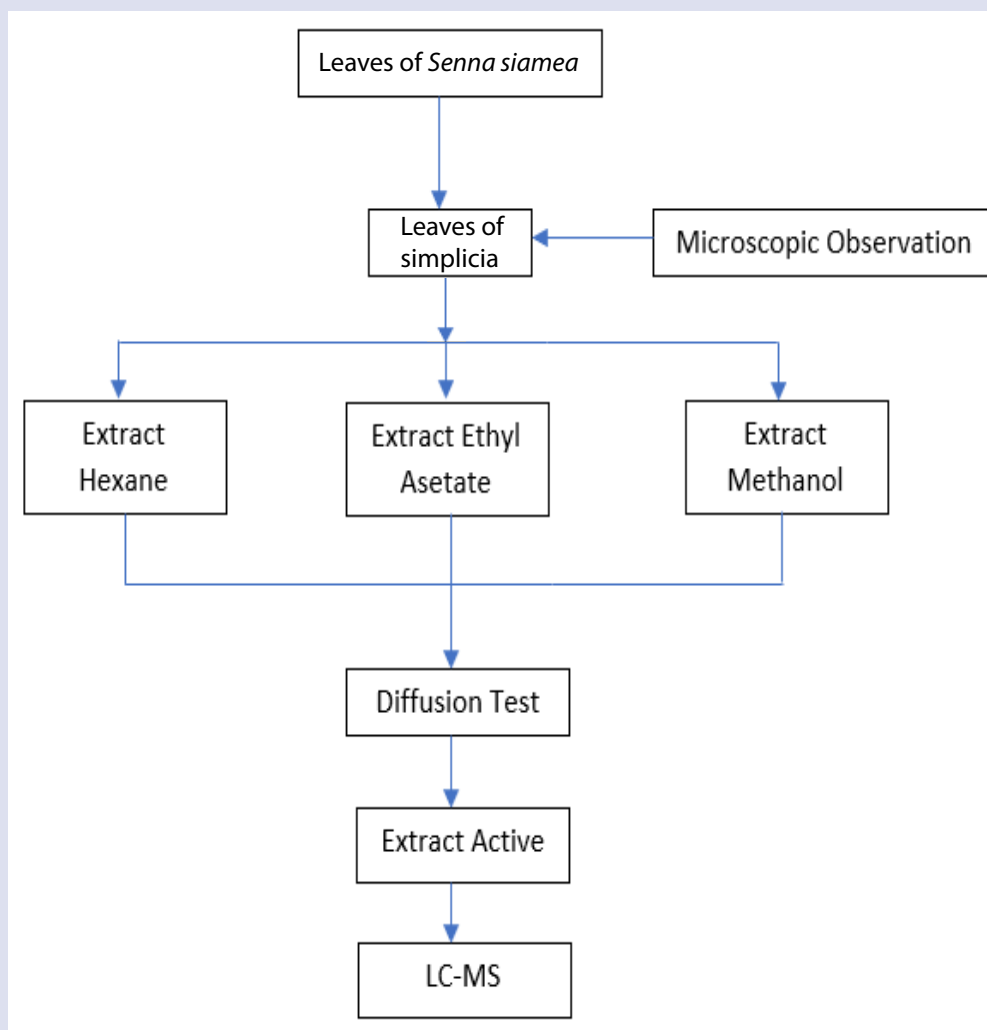 Leaves of Senna siamea
Leaves of
simplicia
Microscopic Observation
Extract
Hexane
Extract Ethyl
Asetate
Extract
Methanol
Diffusion Test
Extract Active
LC-MS